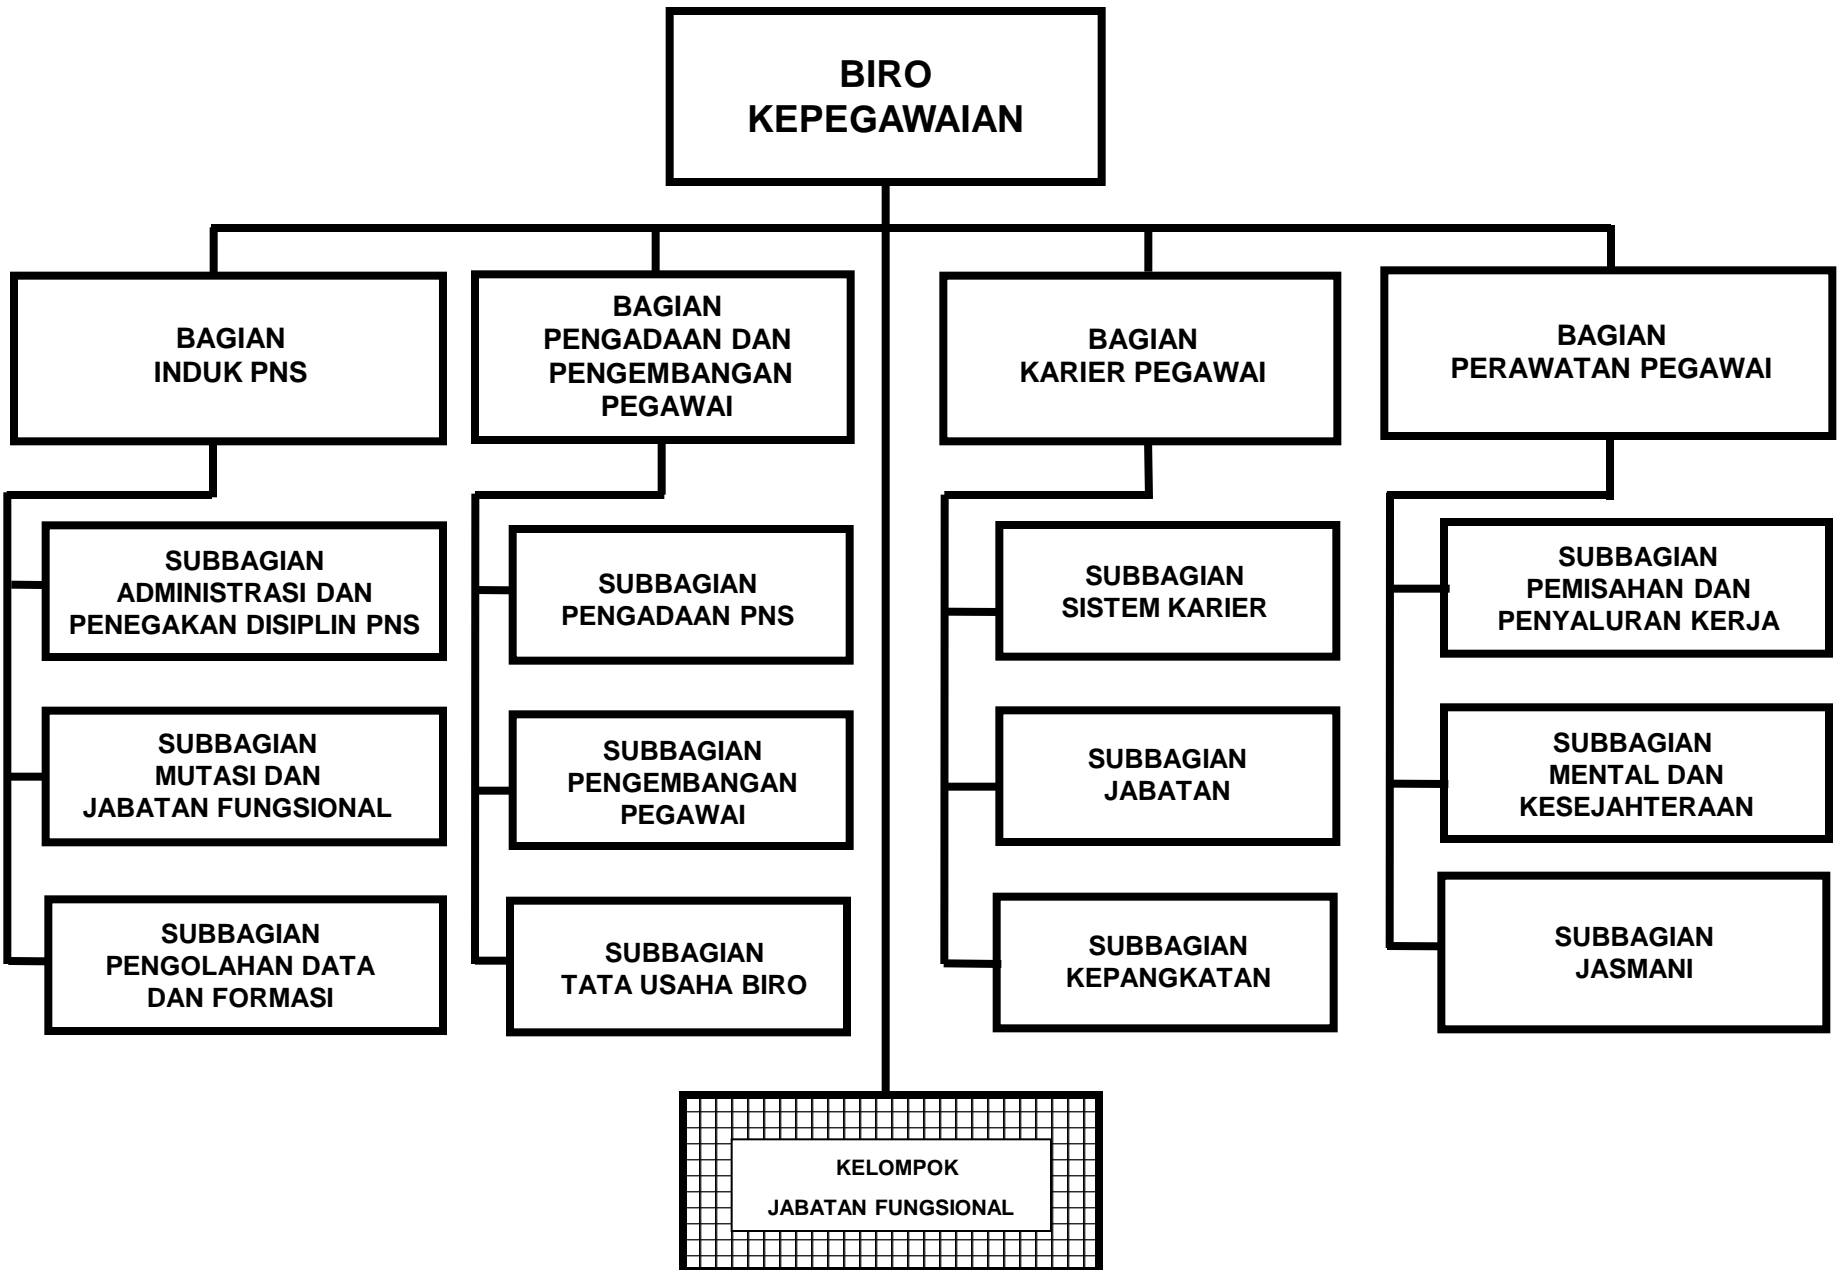 BIRO
KEPEGAWAIAN
BAGIAN
INDUK PNS
BAGIAN
PENGADAAN DAN
PENGEMBANGAN
PEGAWAI
BAGIAN
KARIER PEGAWAI
BAGIAN
PERAWATAN PEGAWAI
SUBBAGIAN
ADMINISTRASI DAN
PENEGAKAN DISIPLIN PNS
SUBBAGIAN
PENGADAAN PNS
SUBBAGIAN
SISTEM KARIER
SUBBAGIAN
PEMISAHAN DAN
PENYALURAN KERJA
SUBBAGIAN
MUTASI DAN
JABATAN FUNGSIONAL
SUBBAGIAN
PENGEMBANGAN
PEGAWAI
SUBBAGIAN
JABATAN
SUBBAGIAN
MENTAL DAN
KESEJAHTERAAN
SUBBAGIAN
PENGOLAHAN DATA
DAN FORMASI
SUBBAGIAN
TATA USAHA BIRO
SUBBAGIAN
KEPANGKATAN
SUBBAGIAN
JASMANI
KELOMPOK
JABATAN FUNGSIONAL